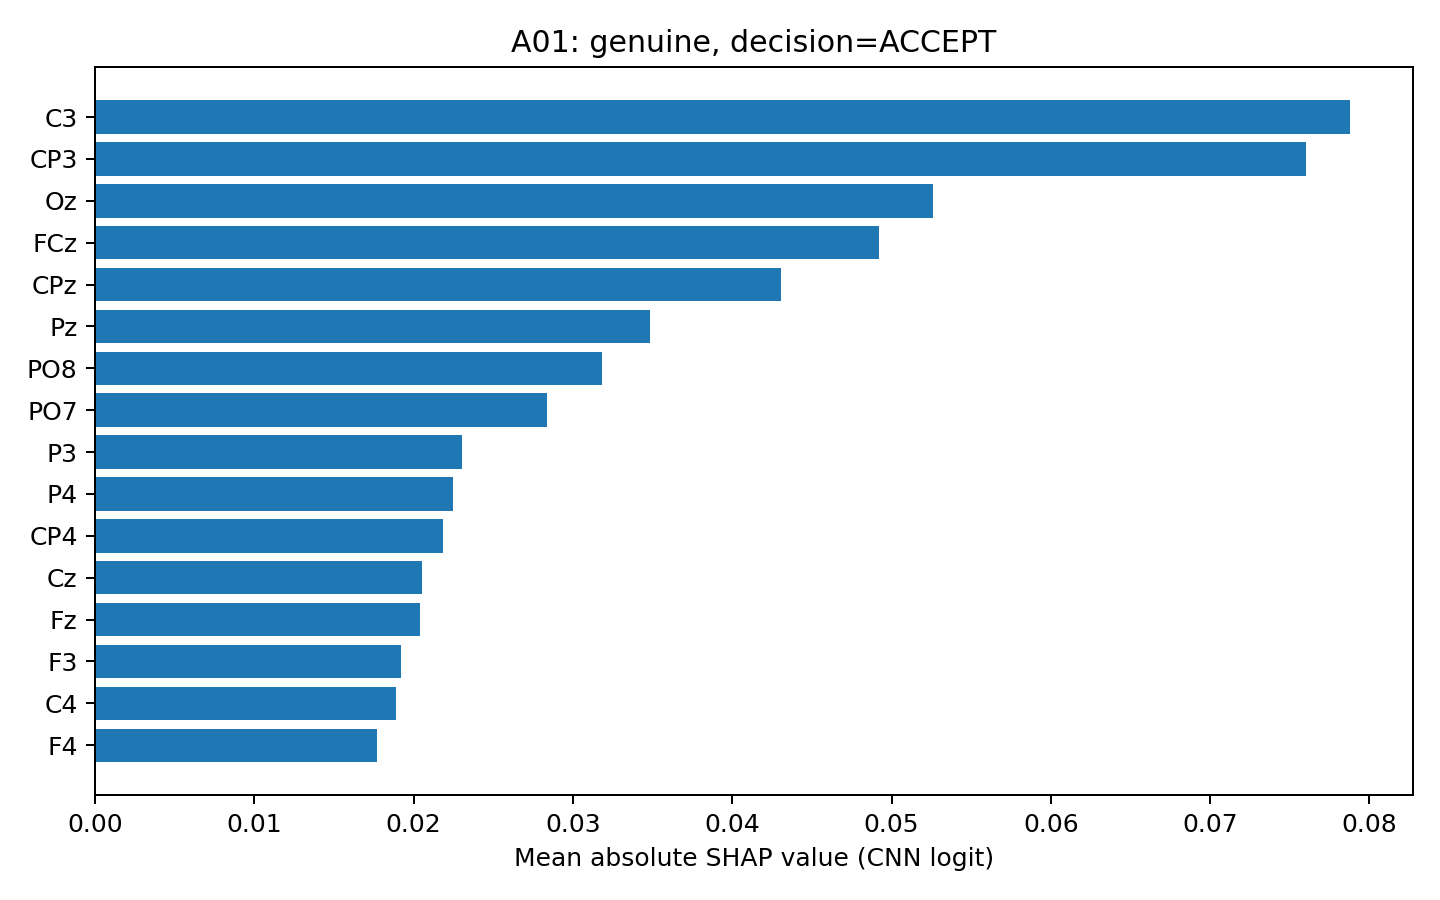 A01: genuine, decision=ACCEPT
C3
CP3
Oz
FCz
CPz
Pz
PO8
PO7
P3
P4
CP4
Cz
Fz
F3
C4
F4
0.00 0.01 0.02 0.03 0.04 0.05 0.06 0.07 0.08
Mean absolute SHAP value (CNN logit)